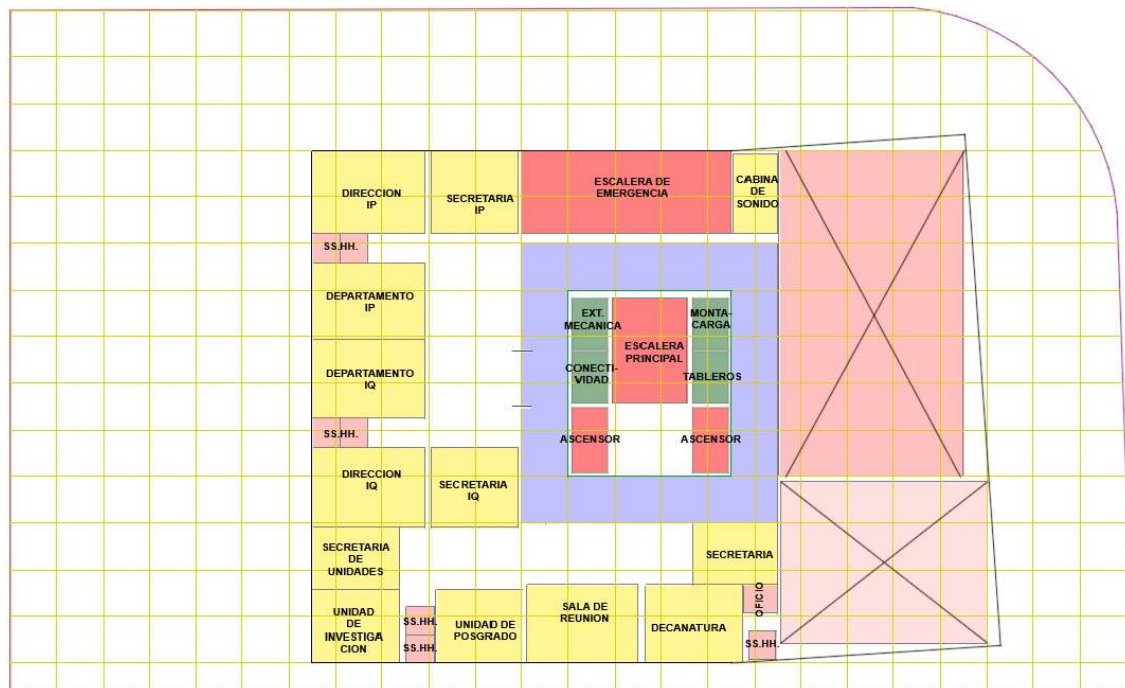 DIRECCION
IP
SECRETARIA
IP
ESCALERA DE
EMERGENCIA
CABINA
DE
SONIDO
SS.HH.
DEPARTAMENTO
IP
EXT.
MECANICA
MONTA-
CARGA
ESCALERA
PRINCIPAL
DEPARTAMENTO
IQ
CONECTI-
VIDAD
TABLEROS
SS.HH.
ASCENSOR
ASCENSOR
DIRECCION
IQ
SECRETARIA
IQ
SECRETARIA
DE
UNIDADES
SECRETARIA
UNIDAD
DE
INVESTIGA
CION
SS.HH.
SS.HH.
UNIDAD DE
POSGRADO
SALA DE
REUNION
DECANATURA
OFICIO
SS.HH.